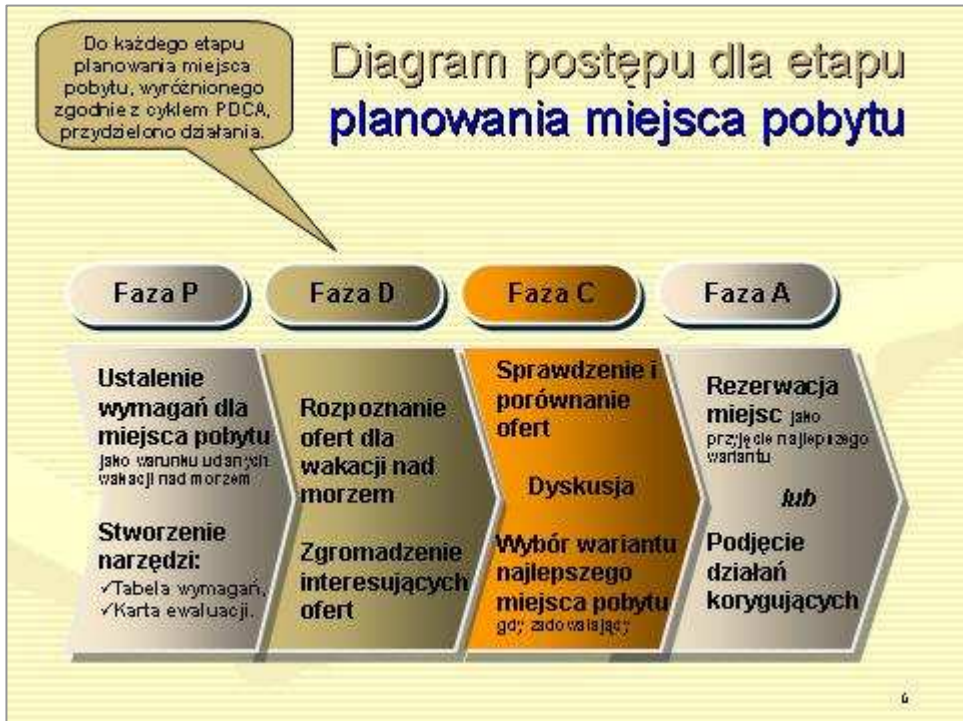 Do każdego etapu
planowania miejsca
pobytu, wyróżnionego
zgodnie z cyklem PDCA,
przydzielono działania.
Diagram postępu dla etapu
planowania miejsca pobytu
Faza P
Faza D
Faza C
Faza A
Ustalenie
wymagań dla
miejsca pobytu
jako warunku udanych
wakacji nad morzem
Stworzenie
narzędzi:
✓Tabela wymagań,
✓Karta ewaluacji.
Rozpoznanie
ofert dla
wakacji nad
morzem
Zgromadzenie
interesujących
ofert
Sprawdzenie i
porównanie
ofert
Dyskusja
Wybór wariantu
najlepszego
miejsca pobytu
gdy zadowalający
Rezerwacja
miejsc jako
przyjęcie najlepszego
wariantu
lub
Podjęcie
działań
korygujących
6